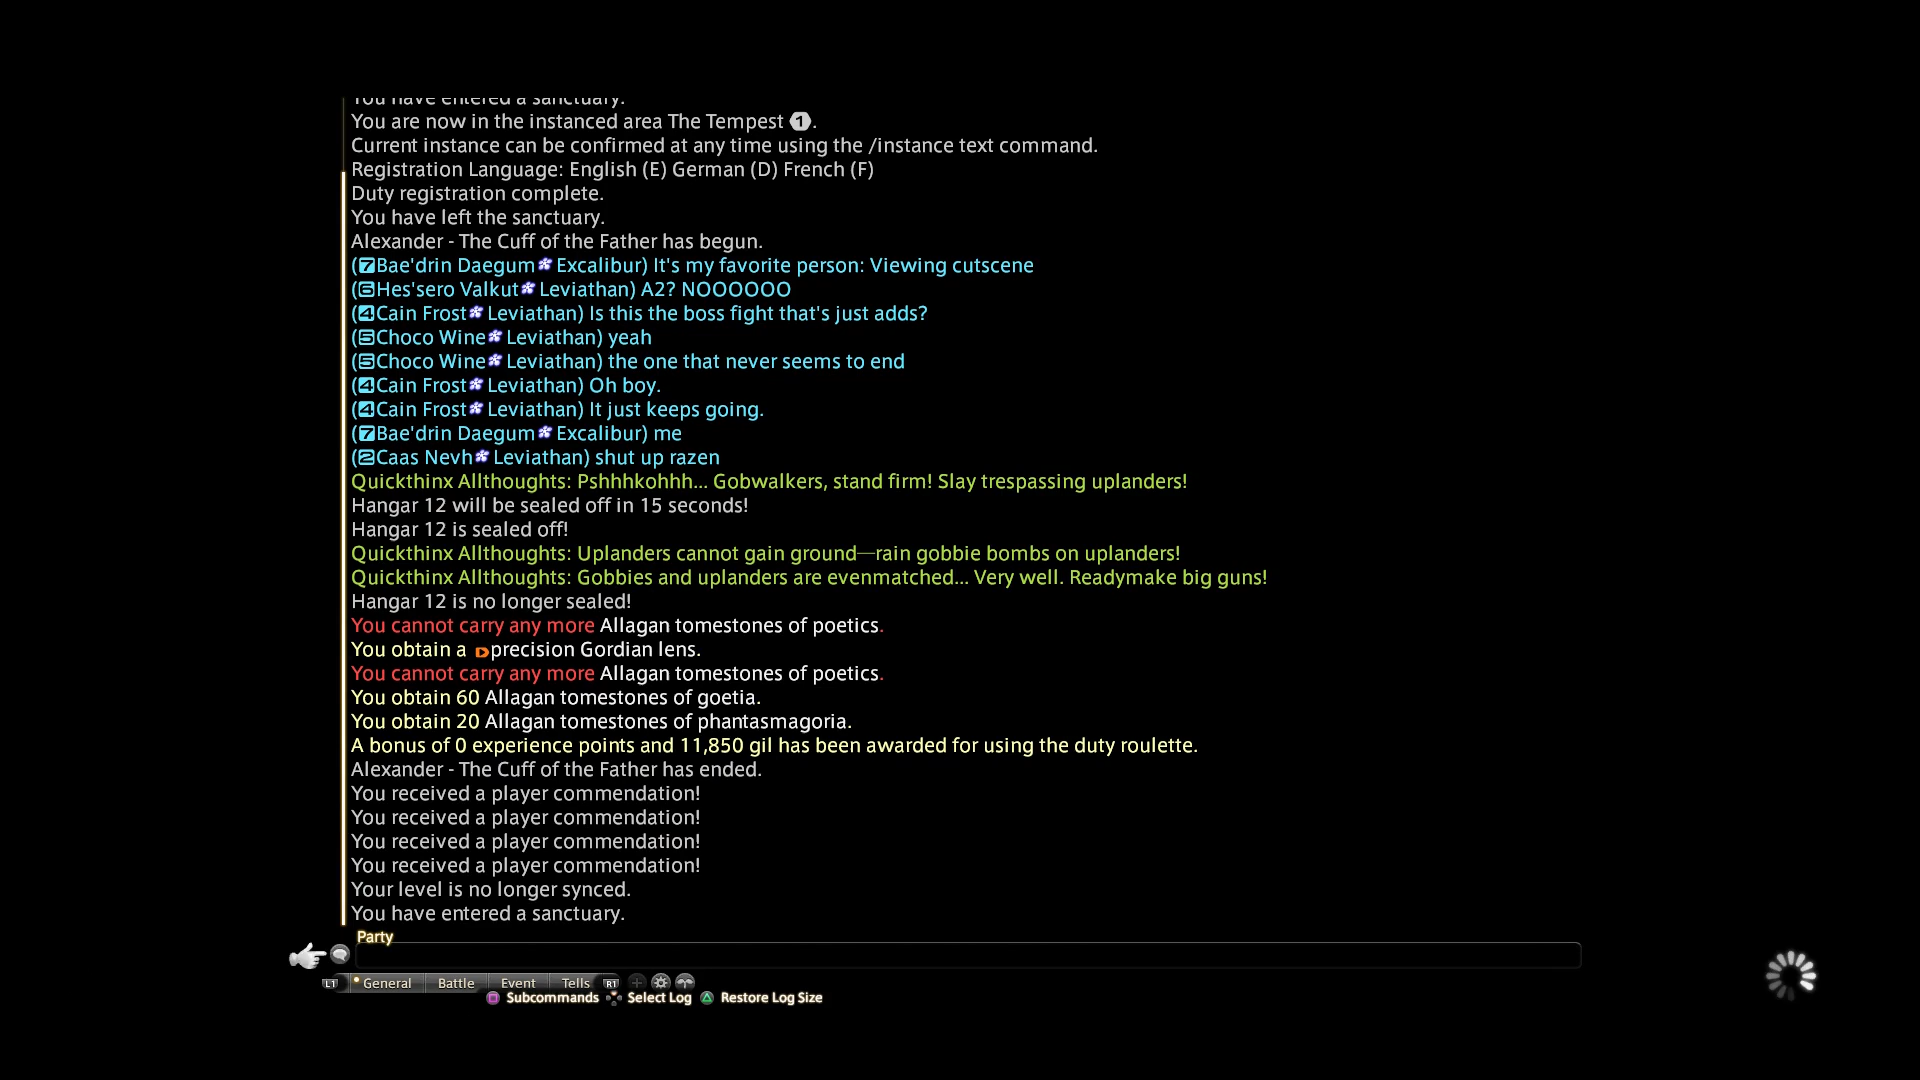 You have entered a sanctuary.
You are now in the instanced area The Tempest 1.
Current instance can be confirmed at any time using the /instance text command.
Registration Language: English (E) German (D) French (F)
Duty registration complete.
You have left the sanctuary.
Alexander - The Cuff of the Father has begun.
(7Bae'drin Daegum Excalibur) It's my favorite person: Viewing cutscene
(6Hes'sero Valkut Leviathan) A2? NOOOOOO
(4Cain Frost Leviathan) Is this the boss fight that's just adds?
(5Choco Wine Leviathan) yeah
(5Choco Wine Leviathan) the one that never seems to end
(4Cain Frost Leviathan) Oh boy.
(4Cain Frost Leviathan) It just keeps going.
(7Bae'drin Daegum Excalibur) me
(2Caas Nevh Leviathan) shut up razen
Quickthinx Allthoughts: Pshhhkohhh... Gobwalkers, stand firm! Slay trespassing uplanders!
Hangar 12 will be sealed off in 15 seconds!
Hangar 12 is sealed off!
Quickthinx Allthoughts: Uplanders cannot gain ground—rain gobbie bombs on uplanders!
Quickthinx Allthoughts: Gobbies and uplanders are evenmatched... Very well. Readymake big guns!
Hangar 12 is no longer sealed!
You cannot carry any more Allagan tomestones of poetics.
You obtain a precision Gordian lens.
You cannot carry any more Allagan tomestones of poetics.
You obtain 60 Allagan tomestones of goetia.
You obtain 20 Allagan tomestones of phantasmagoria.
A bonus of 0 experience points and 11,850 gil has been awarded for using the duty roulette.
Alexander - The Cuff of the Father has ended.
You received a player commendation!
You received a player commendation!
You received a player commendation!
You received a player commendation!
Your level is no longer synced.
You have entered a sanctuary.
Party
L1 General Battle Event Tells R1
Subcommands Select Log Restore Log Size